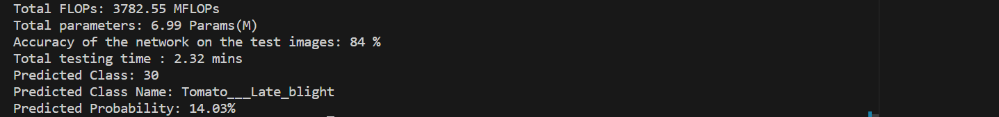 Total FLOPs: 3782.55 MFLOPs
Total parameters: 6.99 Params(M)
Accuracy of the network on the test images: 84 %
Total testing time : 2.32 mins
Predicted Class: 30
Predicted Class Name: Tomato___Late_blight
Predicted Probability: 14.03%